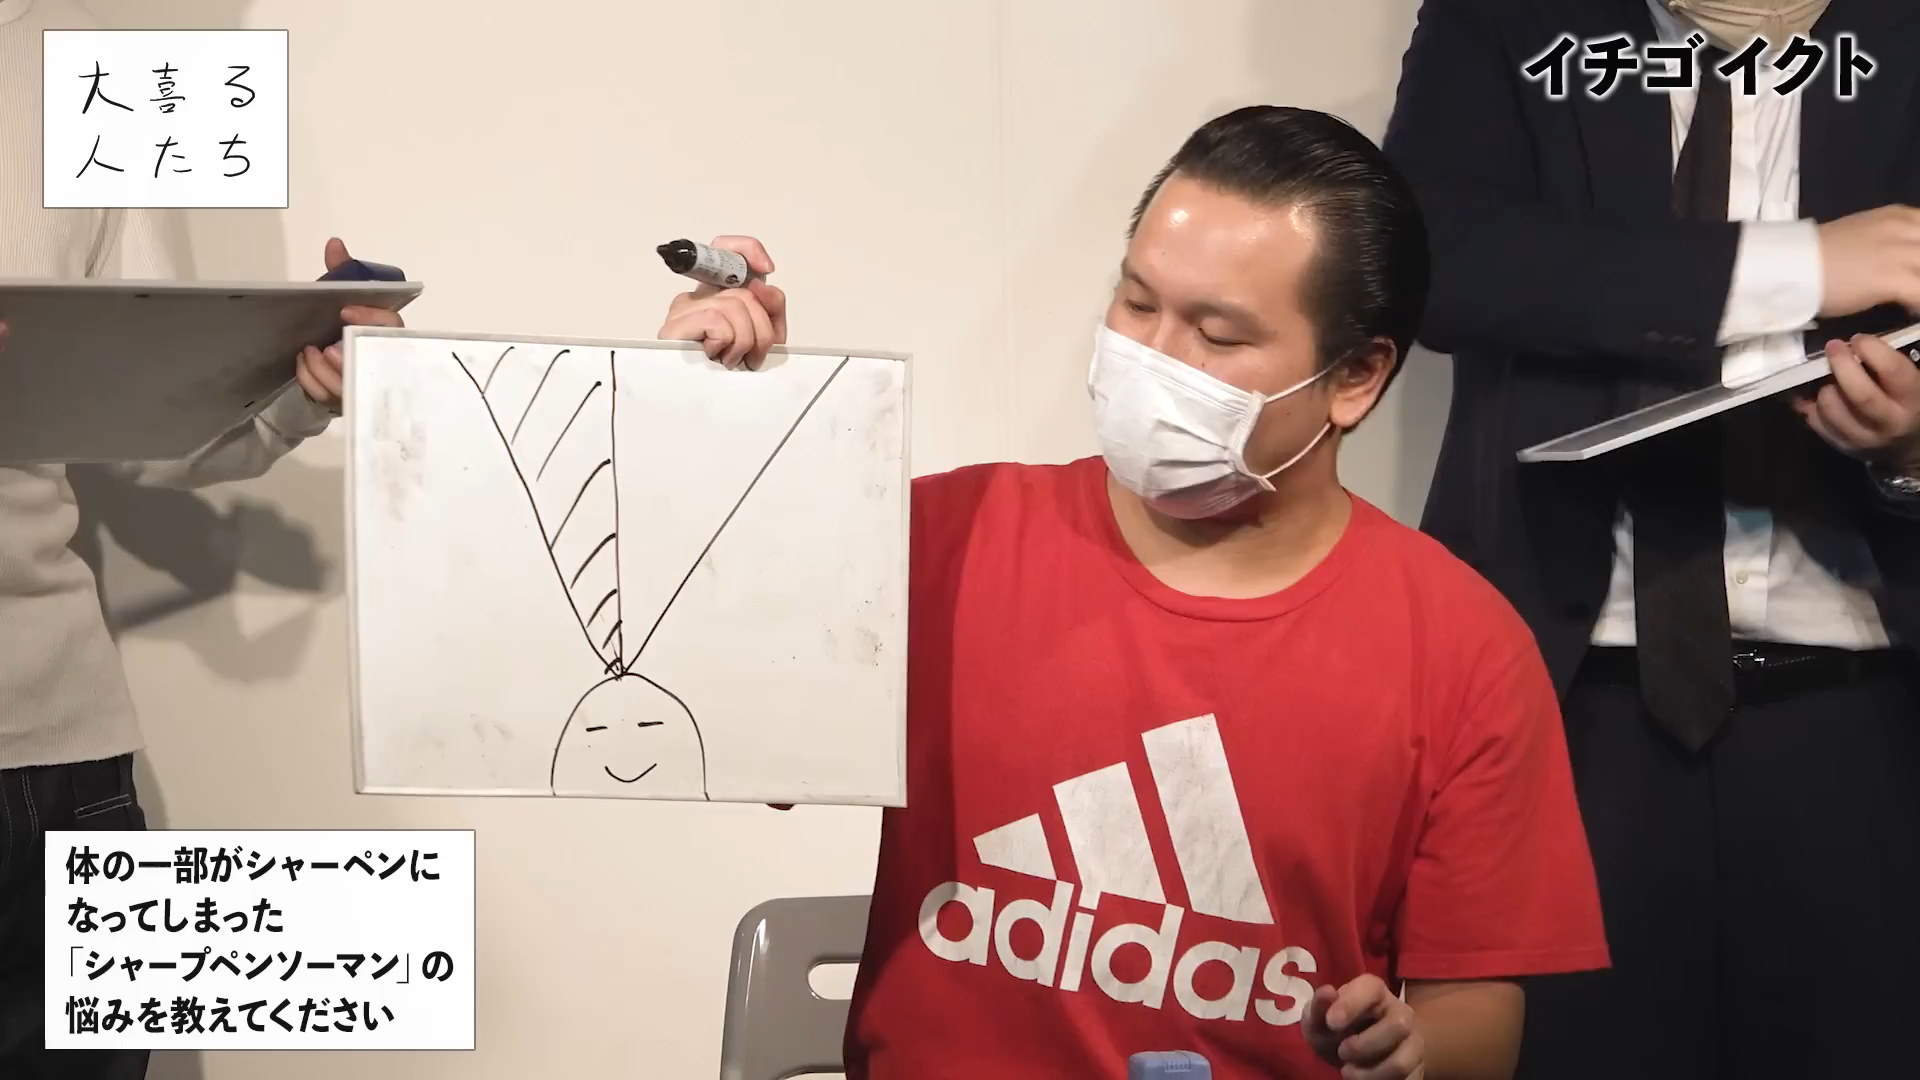 大喜る
人たち
イチゴ イクト
adidas
体の一部がシャーペンに
なってしまった
「シャープペンソーマン」の
悩みを教えてください